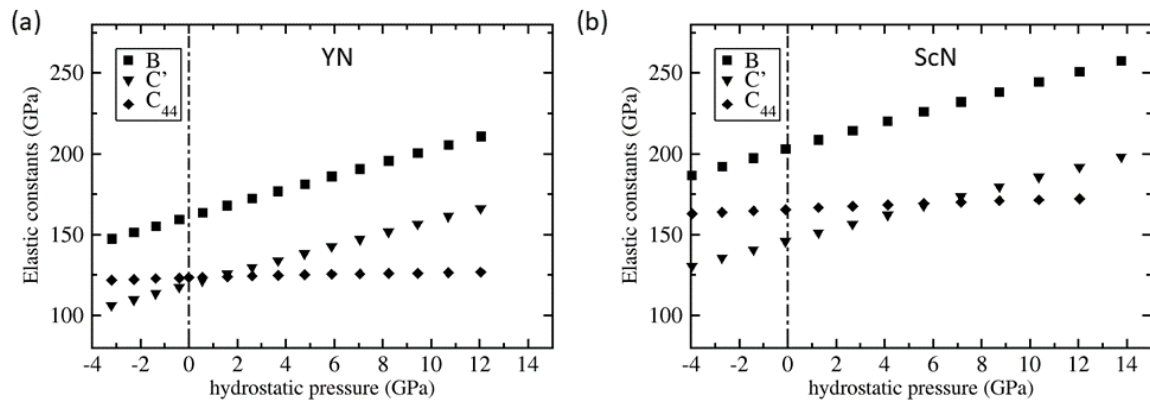 (a)
YN
B
C'
C44
250
200
150
100
Elastic constants (GPa)
-4 -2 0 2 4 6 8 10 12 14
hydrostatic pressure (GPa)
(b)
ScN
B
C'
C44
250
200
150
100
Elastic constants (GPa)
-4 -2 0 2 4 6 8 10 12 14
hydrostatic pressure (GPa)